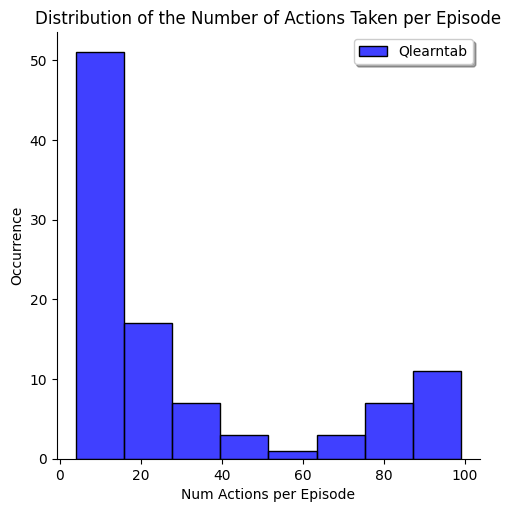 Distribution of the Number of Actions Taken per Episode
Qlearntab
50
40
30
20
10
0
Occurrence
0 20 40 60 80 100
Num Actions per Episode